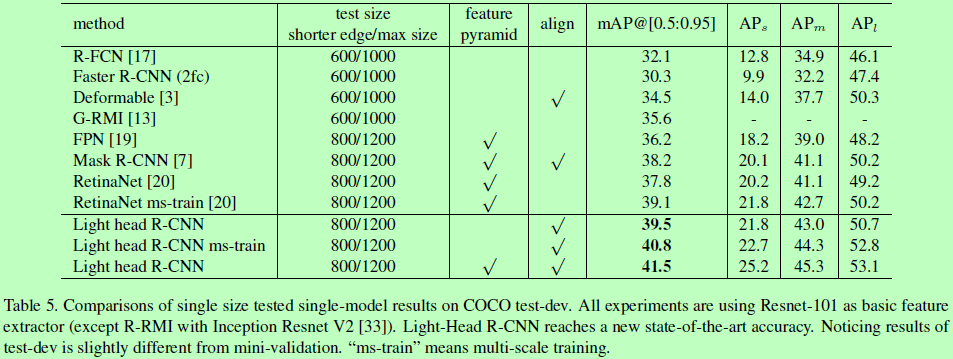 method test size shorter edge/max size feature pyramid align mAP@[0.5:0.95] APs APm APl
R-FCN [17] 600/1000 32.1 12.8 34.9 46.1
Faster R-CNN (2fc) 600/1000 30.3 9.9 32.2 47.4
Deformable [3] 600/1000 √ 34.5 14.0 37.7 50.3
G-RMI [13] 600/1000 35.6 - - -
FPN [19] 800/1200 √ 36.2 18.2 39.0 48.2
Mask R-CNN [7] 800/1200 √ √ 38.2 20.1 41.1 50.2
RetinaNet [20] 800/1200 √ 37.8 20.2 41.1 49.2
RetinaNet ms-train [20] 800/1200 √ 39.1 21.8 42.7 50.2
Light head R-CNN 800/1200 √ 39.5 21.8 43.0 50.7
Light head R-CNN ms-train 800/1200 √ 40.8 22.7 44.3 52.8
Light head R-CNN 800/1200 √ √ 41.5 25.2 45.3 53.1
Table 5. Comparisons of single size tested single-model results on COCO test-dev. All experiments are using Resnet-101 as basic feature
extractor (except R-RMI with Inception Resnet V2 [33]). Light-Head R-CNN reaches a new state-of-the-art accuracy. Noticing results of
test-dev is slightly different from mini-validation. “ms-train” means multi-scale training.